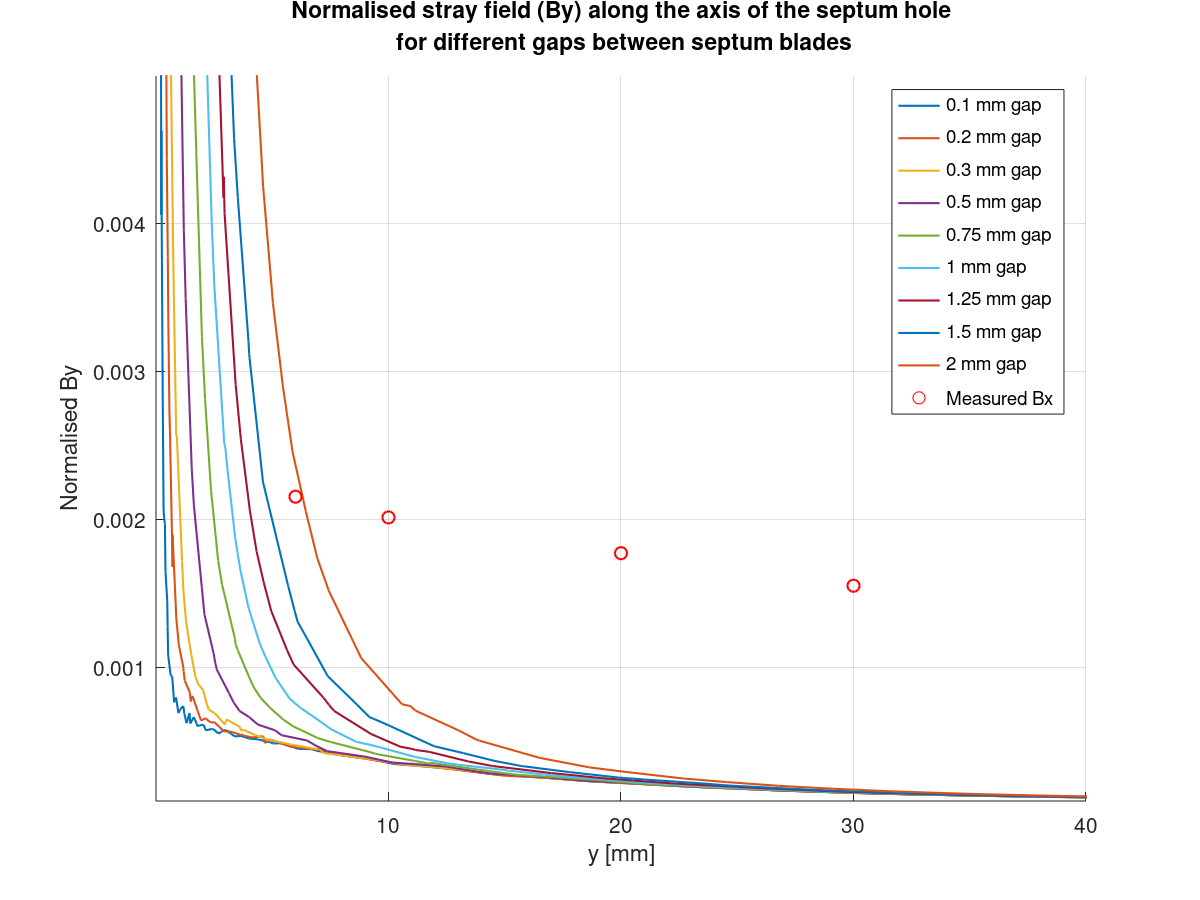 Normalised stray field (By) along the axis of the septum hole
for different gaps between septum blades
0.1 mm gap
0.2 mm gap
0.3 mm gap
0.5 mm gap
0.75 mm gap
1 mm gap
1.25 mm gap
1.5 mm gap
2 mm gap
Measured Bx
Normalised By
0.004
0.003
0.002
0.001
10
20
30
40
y [mm]